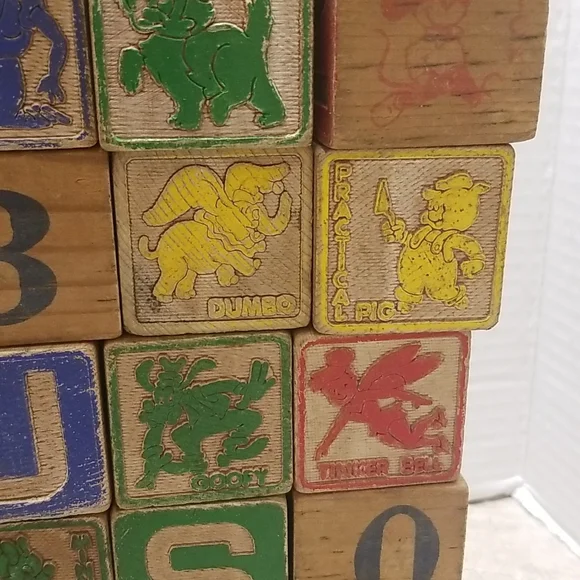 B
DUMBO
PRACTICAL PIG
U
GOOFY
TINKER BELL
S
O